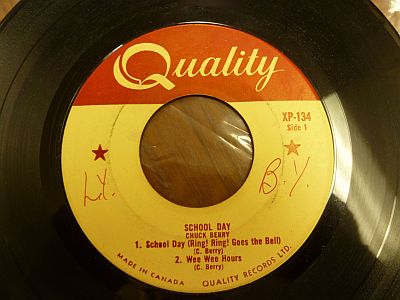 Quality
XP-134
Side 1
L.Y.
B.Y.
SCHOOL DAY
CHUCK BERRY
1. School Day (Ring! Ring! Goes the Bell)
(C. Berry)
2. Wee Wee Hours
(C. Berry)
MADE IN CANADA QUALITY RECORDS LTD.